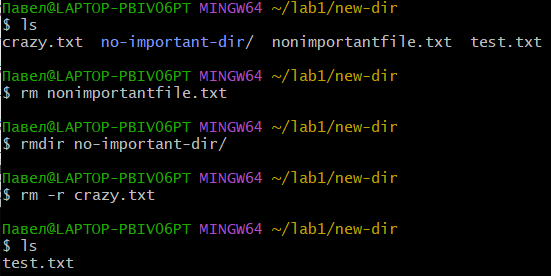 Павел@LAPTOP-PBIVO6PT MINGW64 ~/lab1/new-dir
$ ls
crazy.txt  no-important-dir/  nonimportantfile.txt  test.txt
Павел@LAPTOP-PBIVO6PT MINGW64 ~/lab1/new-dir
$ rm nonimportantfile.txt
Павел@LAPTOP-PBIVO6PT MINGW64 ~/lab1/new-dir
$ rmdir no-important-dir/
Павел@LAPTOP-PBIVO6PT MINGW64 ~/lab1/new-dir
$ rm -r crazy.txt
Павел@LAPTOP-PBIVO6PT MINGW64 ~/lab1/new-dir
$ ls
test.txt